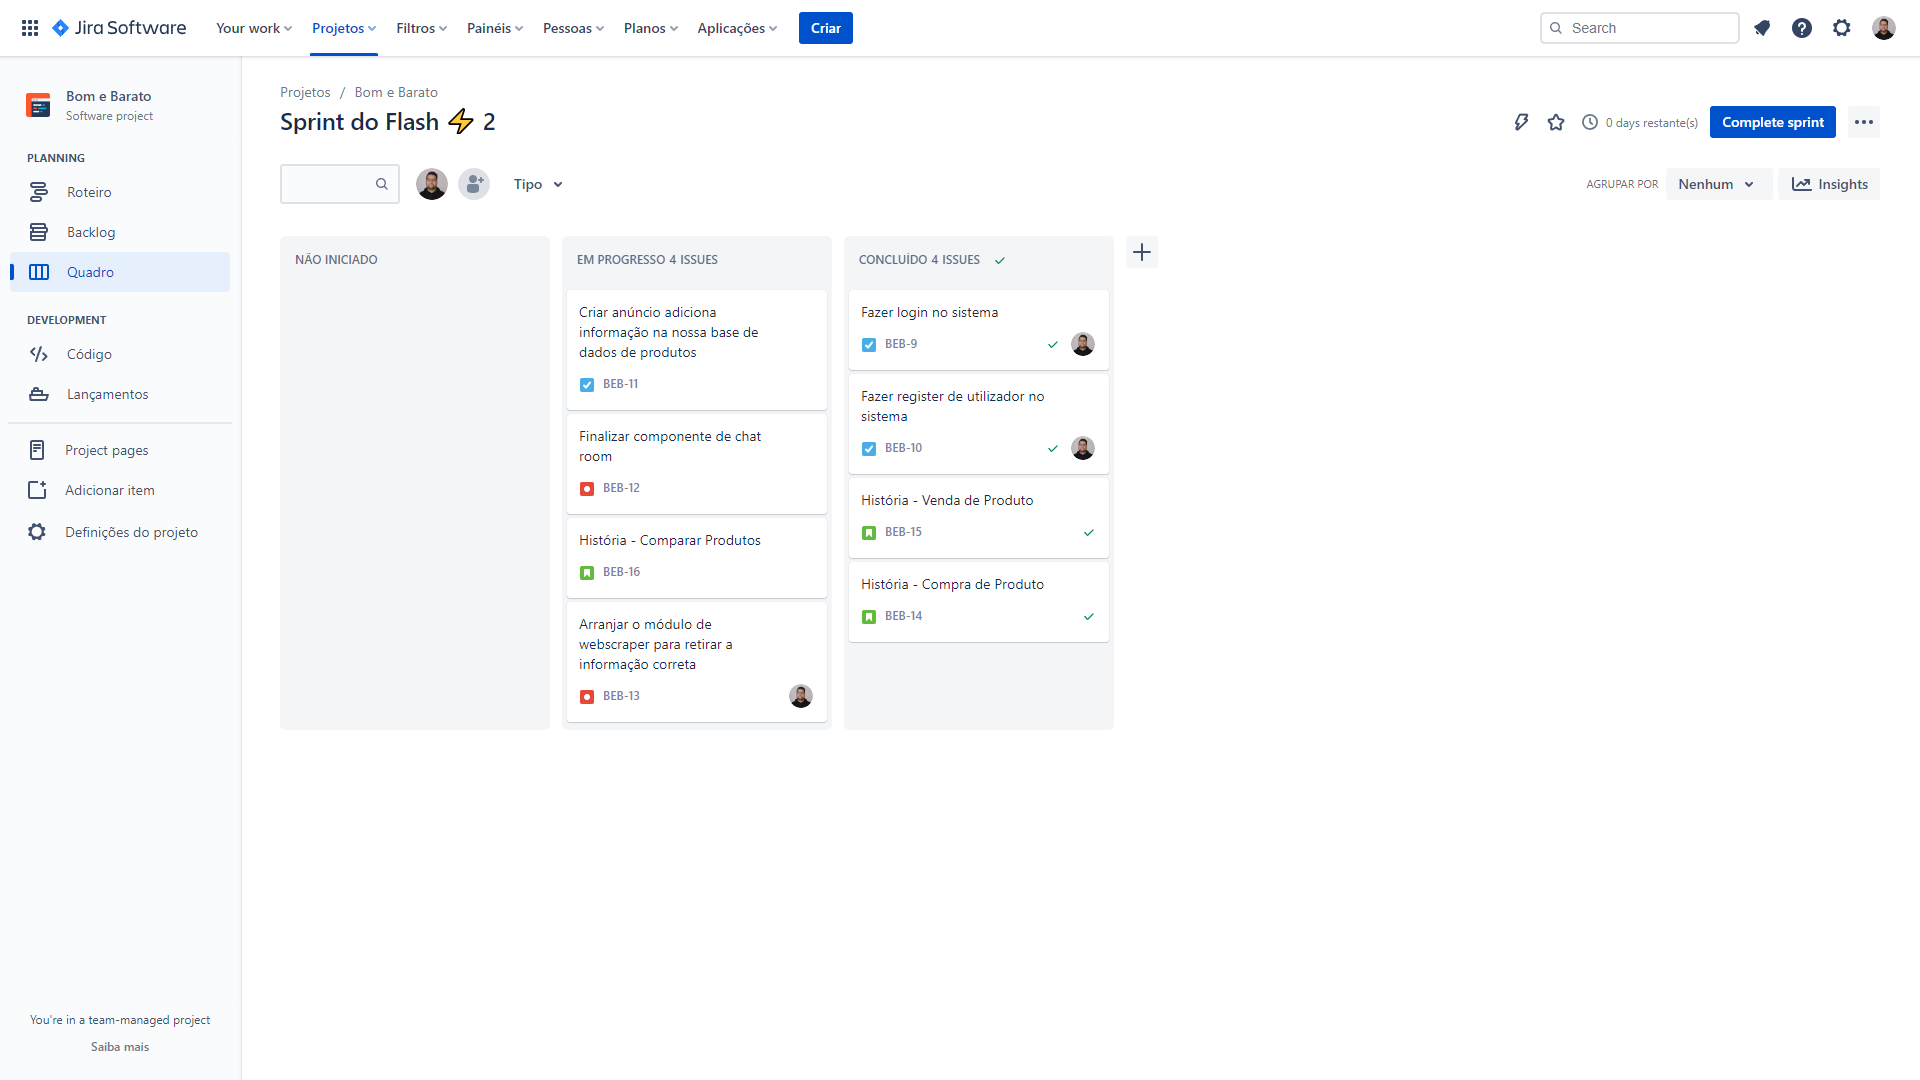 Jira Software
Your work
Projetos
Filtros
Painéis
Pessoas
Planos
Aplicações
Criar
Search
Bom e Barato
Software project
PLANNING
Roteiro
Backlog
Quadro
DEVELOPMENT
Código
Lançamentos
Project pages
Adicionar item
Definições do projeto
You're in a team-managed project
Saiba mais
Projetos / Bom e Barato
Sprint do Flash ⚡ 2
0 days restante(s)
Complete sprint
Tipo
AGRUPAR POR
Nenhum
Insights
NÃO INICIADO
EM PROGRESSO 4 ISSUES
Criar anúncio adiciona
informação na nossa base de
dados de produtos
BEB-11
Finalizar componente de chat
room
BEB-12
História - Comparar Produtos
BEB-16
Arranjar o módulo de
webscraper para retirar a
informação correta
BEB-13
CONCLUÍDO 4 ISSUES
Fazer login no sistema
BEB-9
Fazer register de utilizador no
sistema
BEB-10
História - Venda de Produto
BEB-15
História - Compra de Produto
BEB-14